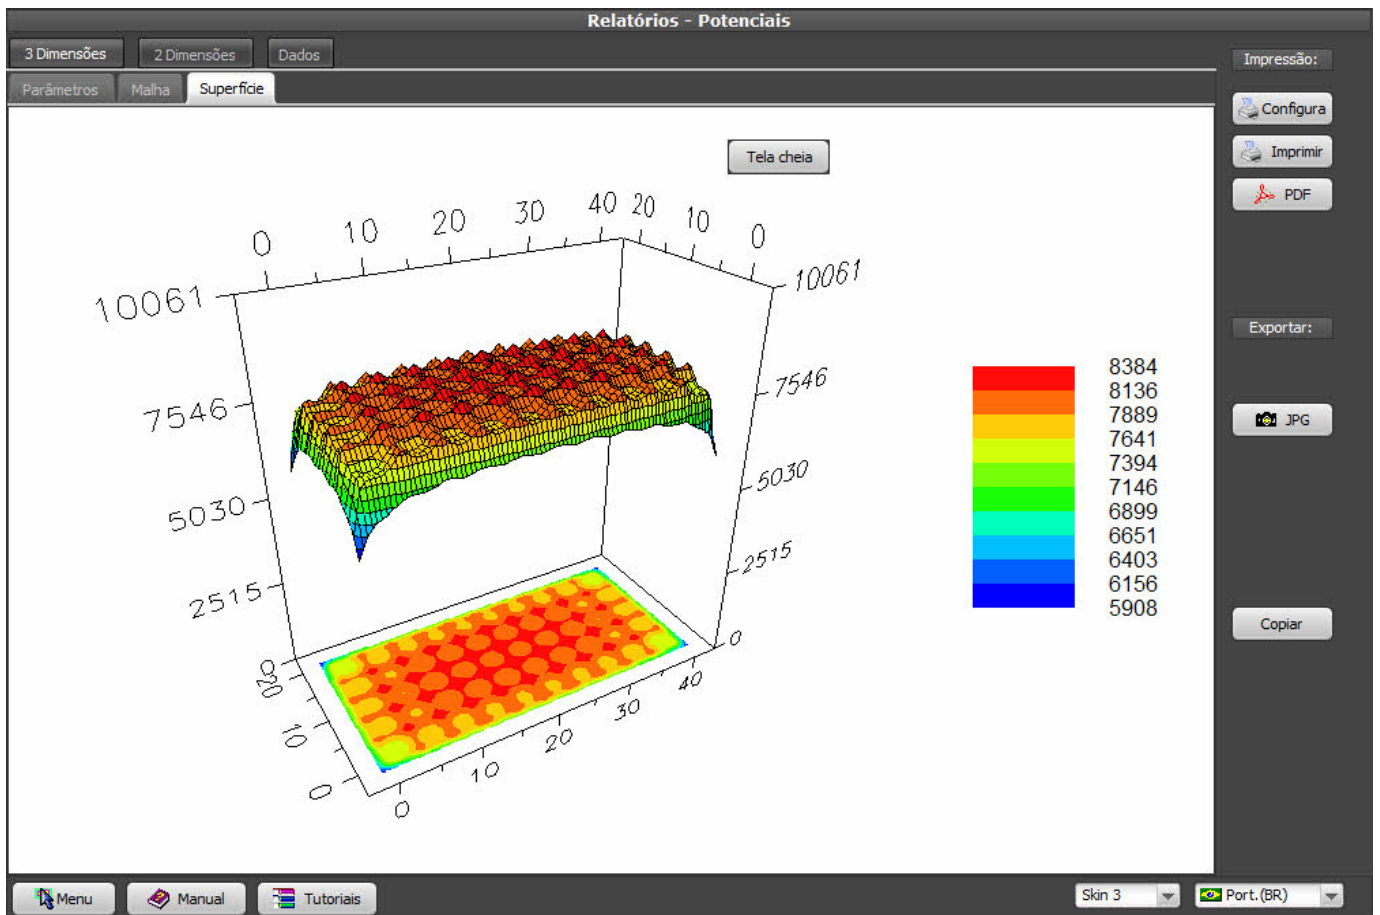 Relatórios - Potenciais
3 Dimensões
2 Dimensões
Dados
Impressão:
Parâmetros
Malha
Superfície
Configura
Tela cheia
Imprimir
PDF
0
10
20
30
40
20
10
0
10061
10061
Exportar:
7546
7546
8384
8136
7889
7641
7394
7146
6899
6651
6403
6156
5908
JPG
5030
5030
2515
2515
20
10
0
0
10
20
30
40
0
Copiar
Menu
Manual
Tutoriais
Skin 3
Port.(BR)